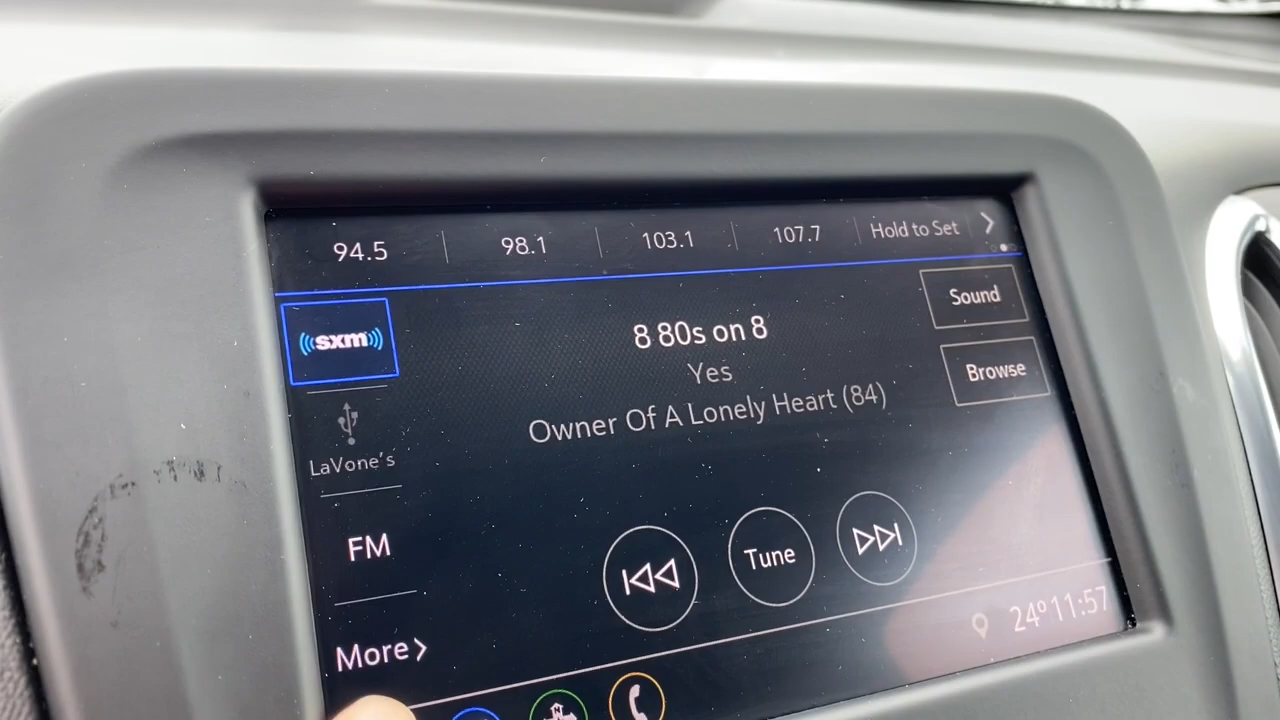 94.5 98.1 103.1 107.7 Hold to Set
sxm
8 80s on 8
Sound
Yes
Browse
Owner Of A Lonely Heart (84)
LaVone's
FM
Tune
More
24° 11:57
N